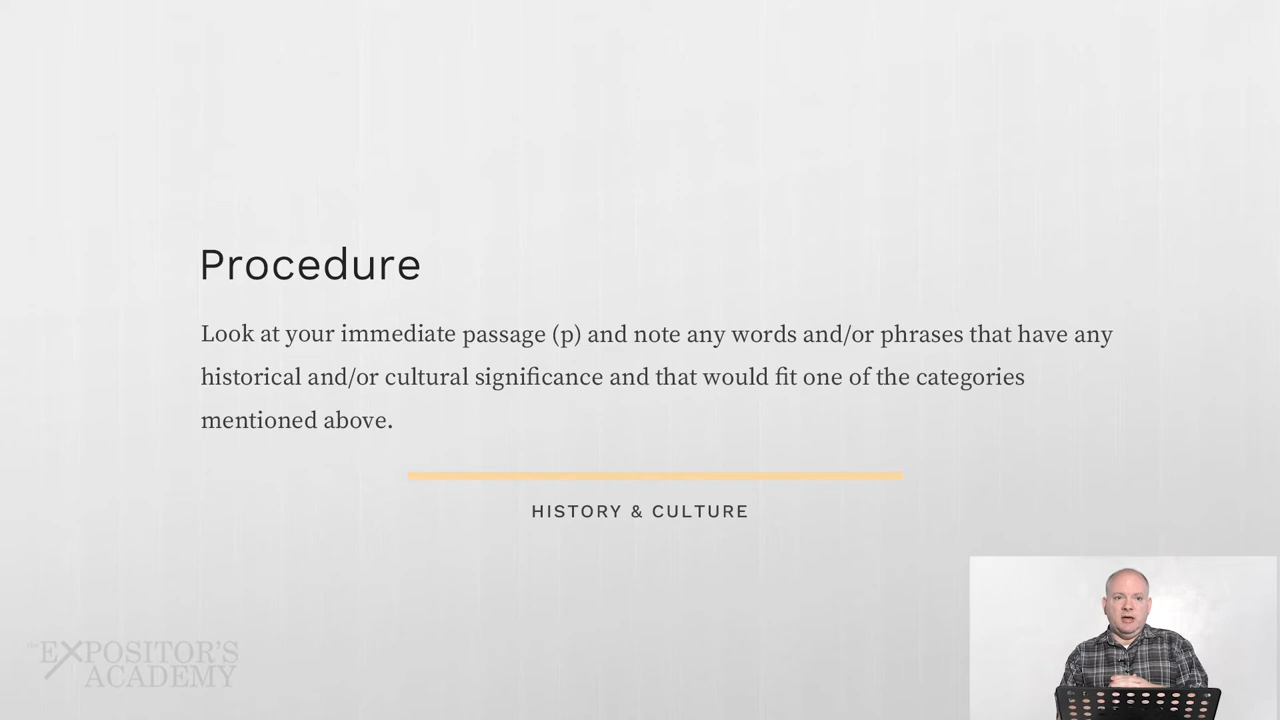 Procedure
Look at your immediate passage (p) and note any words and/or phrases that have any
historical and/or cultural significance and that would fit one of the categories
mentioned above.
HISTORY & CULTURE
the EXPOSITOR'S
ACADEMY